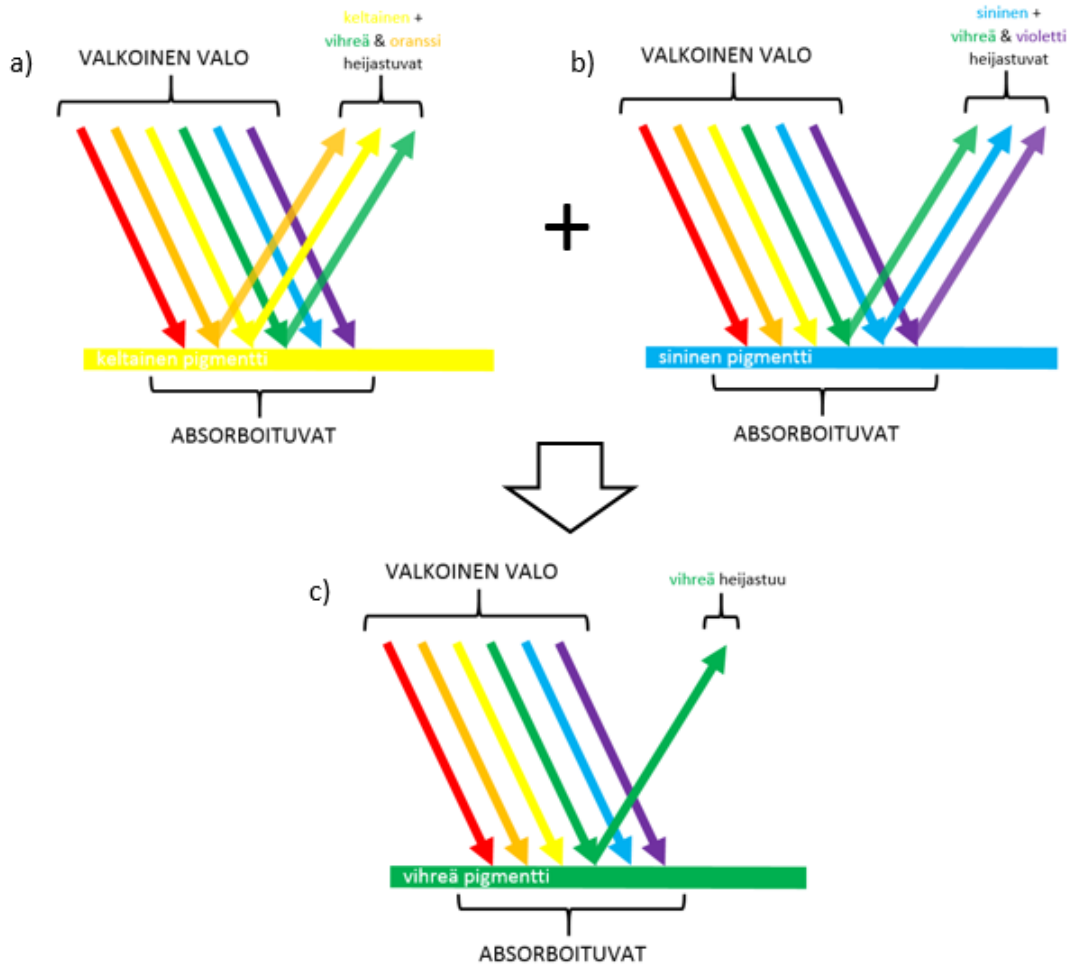 a)
VALKOINEN VALO
keltainen +
vihreä & oranssi
heijastuvat
keltainen pigmentti
ABSORBOITUVAT
+
b)
VALKOINEN VALO
sininen +
vihreä & violetti
heijastuvat
sininen pigmentti
ABSORBOITUVAT
c)
VALKOINEN VALO
vihreä heijastuu
vihreä pigmentti
ABSORBOITUVAT